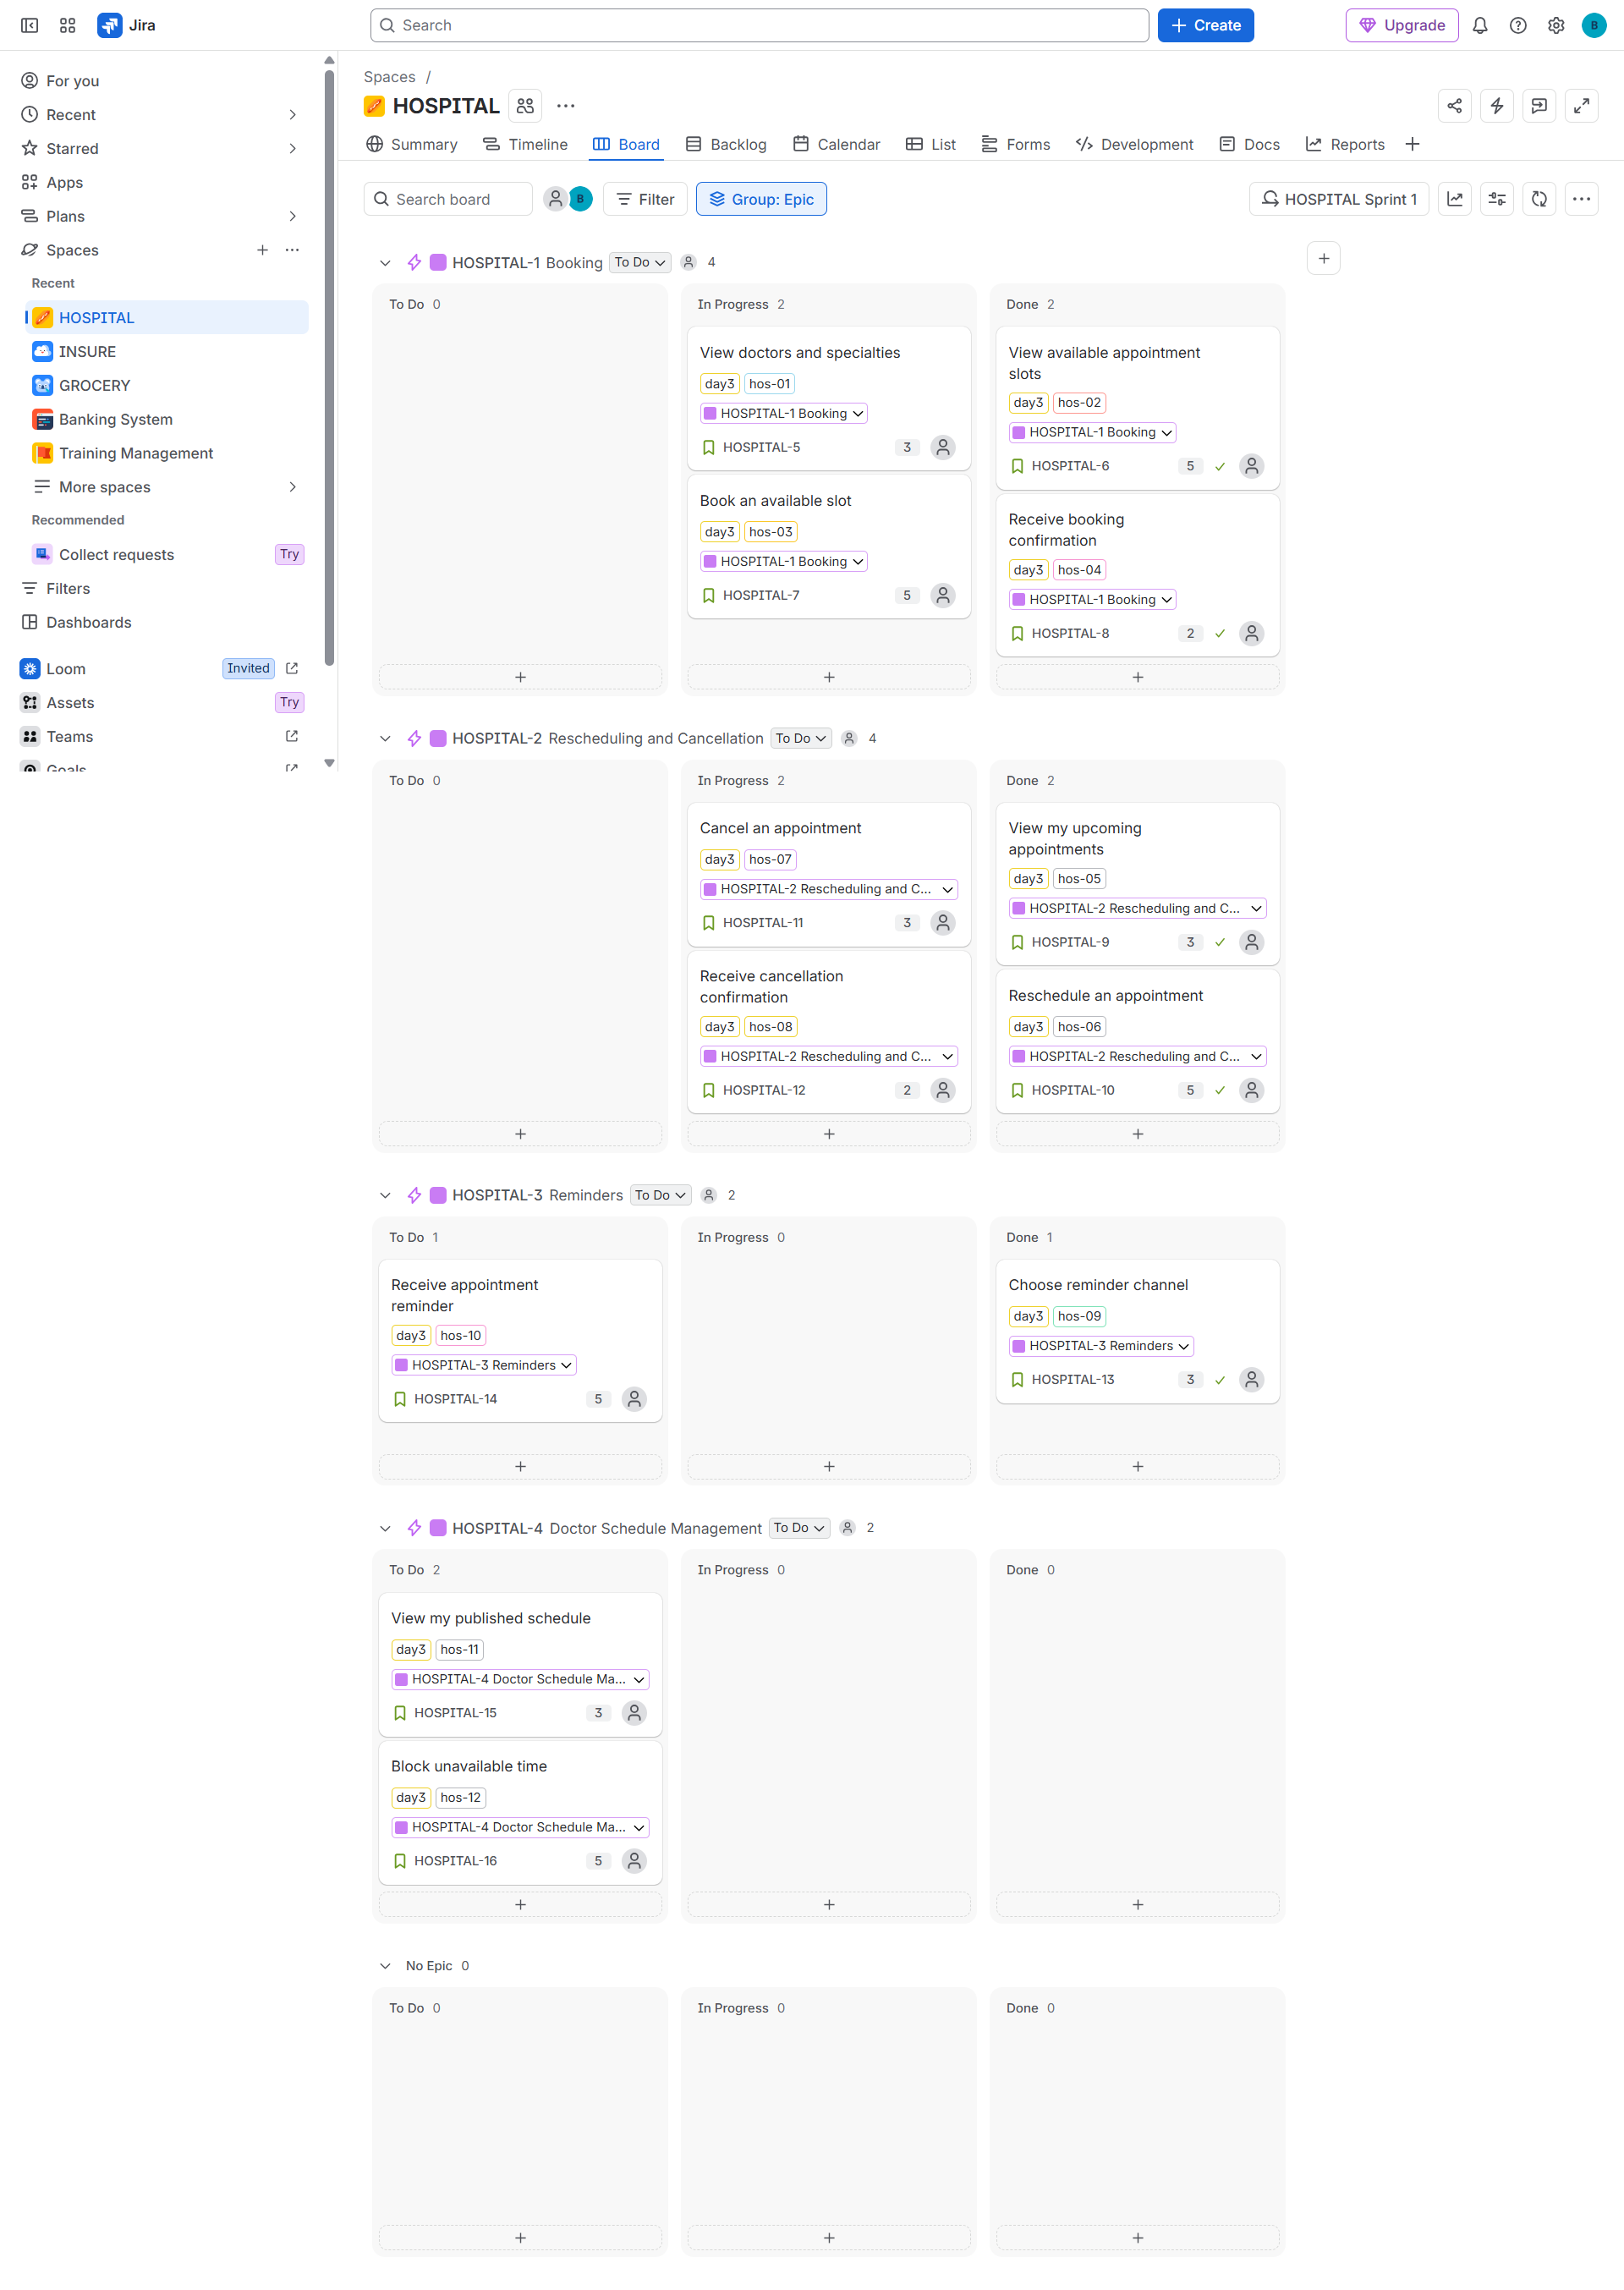 Jira
Search
Create
Upgrade
B
For you
Recent
Starred
Apps
Plans
Spaces
Recent
HOSPITAL
INSURE
GROCERY
Banking System
Training Management
More spaces
Recommended
Collect requests Try
Filters
Dashboards
Loom Invited
Assets Try
Teams
Goals
Spaces /
HOSPITAL
Summary Timeline Board Backlog Calendar List Forms Development Docs Reports
Search board B Filter Group: Epic HOSPITAL Sprint 1
HOSPITAL-1 Booking To Do 4
To Do 0
In Progress 2
View doctors and specialties
day3 hos-01
HOSPITAL-1 Booking
HOSPITAL-5 3
Book an available slot
day3 hos-03
HOSPITAL-1 Booking
HOSPITAL-7 5
Done 2
View available appointment
slots
day3 hos-02
HOSPITAL-1 Booking
HOSPITAL-6 5
Receive booking
confirmation
day3 hos-04
HOSPITAL-1 Booking
HOSPITAL-8 2
HOSPITAL-2 Rescheduling and Cancellation To Do 4
To Do 0
In Progress 2
Cancel an appointment
day3 hos-07
HOSPITAL-2 Rescheduling and C...
HOSPITAL-11 3
Receive cancellation
confirmation
day3 hos-08
HOSPITAL-2 Rescheduling and C...
HOSPITAL-12 2
Done 2
View my upcoming
appointments
day3 hos-05
HOSPITAL-2 Rescheduling and C...
HOSPITAL-9 3
Reschedule an appointment
day3 hos-06
HOSPITAL-2 Rescheduling and C...
HOSPITAL-10 5
HOSPITAL-3 Reminders To Do 2
To Do 1
Receive appointment
reminder
day3 hos-10
HOSPITAL-3 Reminders
HOSPITAL-14 5
In Progress 0
Done 1
Choose reminder channel
day3 hos-09
HOSPITAL-3 Reminders
HOSPITAL-13 3
HOSPITAL-4 Doctor Schedule Management To Do 2
To Do 2
View my published schedule
day3 hos-11
HOSPITAL-4 Doctor Schedule Ma...
HOSPITAL-15 3
Block unavailable time
day3 hos-12
HOSPITAL-4 Doctor Schedule Ma...
HOSPITAL-16 5
In Progress 0
Done 0
No Epic 0
To Do 0
In Progress 0
Done 0